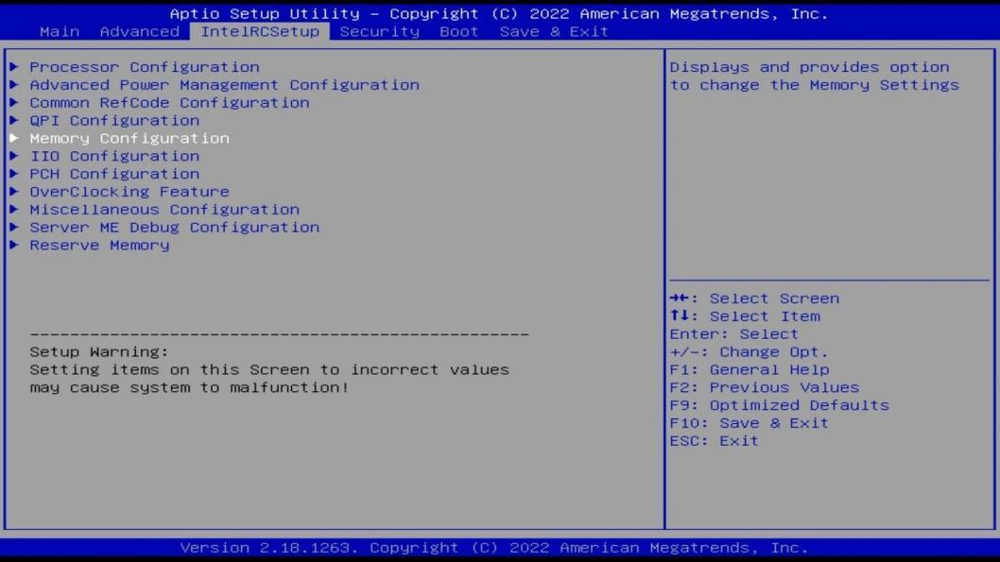 Aptio Setup Utility – Copyright (C) 2022 American Megatrends, Inc.
Main Advanced IntelRCSetup Security Boot Save & Exit
Processor Configuration
Advanced Power Management Configuration
Common RefCode Configuration
QPI Configuration
Memory Configuration
IIO Configuration
PCH Configuration
OverClocking Feature
Miscellaneous Configuration
Server ME Debug Configuration
Reserve Memory
--------------------------------------------------
Setup Warning:
Setting items on this Screen to incorrect values
may cause system to malfunction!
Displays and provides option
to change the Memory Settings
→←: Select Screen
↑↓: Select Item
Enter: Select
+/-: Change Opt.
F1: General Help
F2: Previous Values
F9: Optimized Defaults
F10: Save & Exit
ESC: Exit
Version 2.18.1263. Copyright (C) 2022 American Megatrends, Inc.